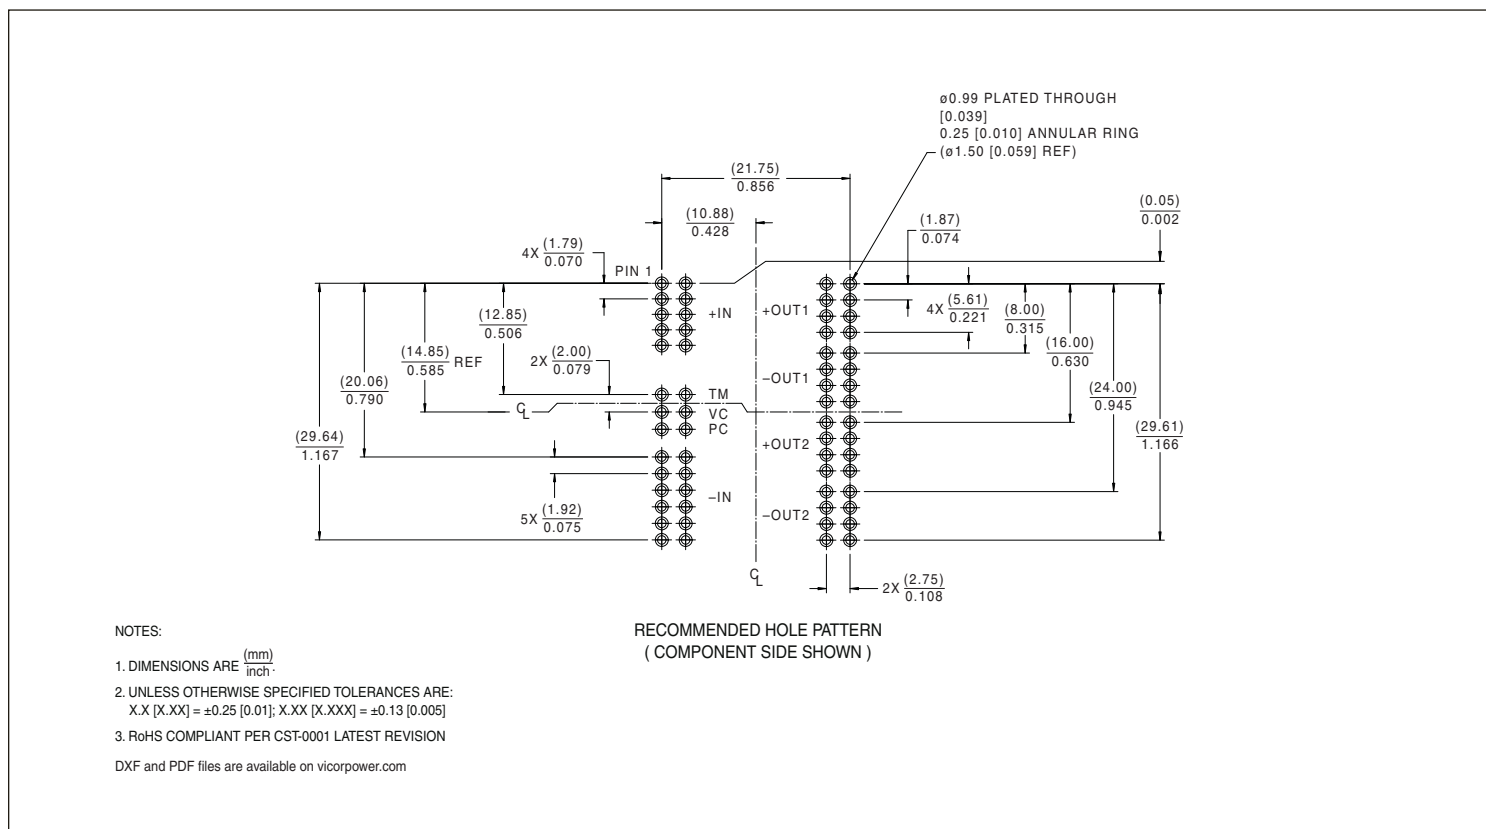 ø0.99 PLATED THROUGH
[0.039]
0.25 [0.010] ANNULAR RING
(ø1.50 [0.059] REF)
(21.75)
0.856
(10.88)
0.428
(1.87)
0.074
(0.05)
0.002
4X (1.79)
0.070
PIN 1
+IN
+OUT1
4X (5.61)
0.221
(8.00)
0.315
(12.85)
0.506
(14.85)
0.585 REF
2X (2.00)
0.079
(16.00)
0.630
(20.06)
0.790
–OUT1
(24.00)
0.945
TM
CL
VC
PC
(29.64)
1.167
+OUT2
(29.61)
1.166
–IN
5X (1.92)
0.075
–OUT2
CL
2X (2.75)
0.108
RECOMMENDED HOLE PATTERN
( COMPONENT SIDE SHOWN )
NOTES:
1. DIMENSIONS ARE (mm)
inch.
2. UNLESS OTHERWISE SPECIFIED TOLERANCES ARE:
X.X [X.XX] = ±0.25 [0.01]; X.XX [X.XXX] = ±0.13 [0.005]
3. RoHS COMPLIANT PER CST-0001 LATEST REVISION
DXF and PDF files are available on vicorpower.com